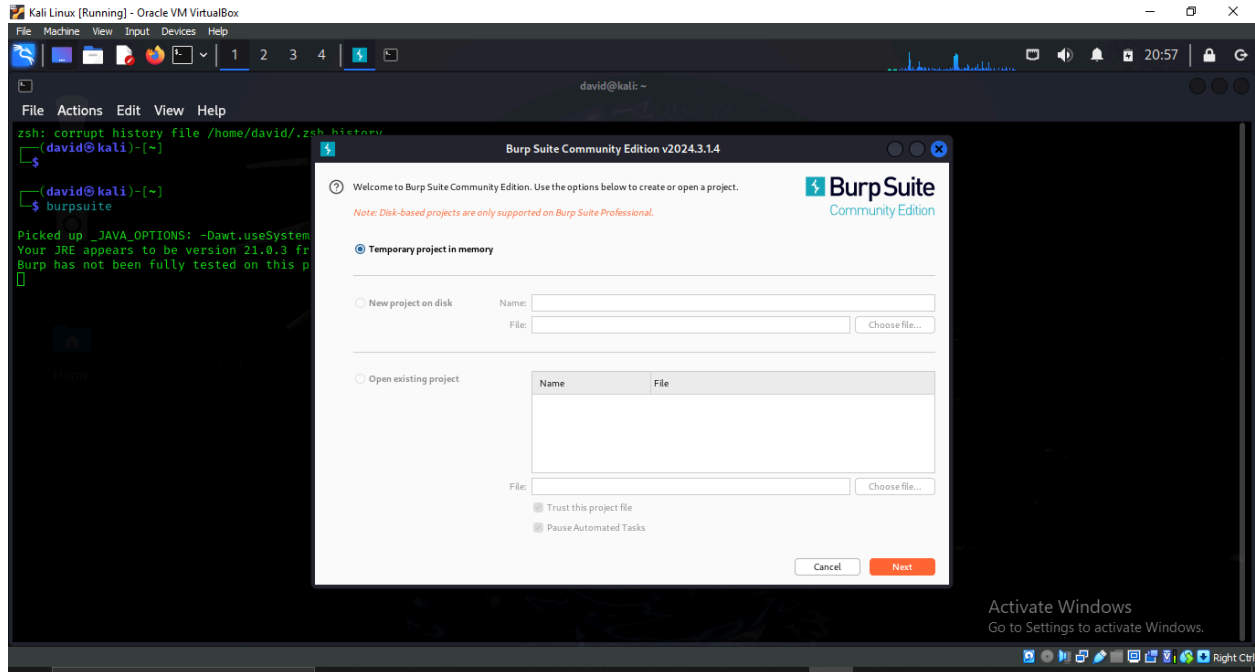 Kali Linux [Running] - Oracle VM VirtualBox
File Machine View Input Devices Help
1 2 3 4
20:57
david@kali: ~
File Actions Edit View Help
zsh: corrupt history file /home/david/.zsh_history
(david㉿kali)-[~]
$
(david㉿kali)-[~]
$ burpsuite
Picked up _JAVA_OPTIONS: -Dawt.useSystem
Your JRE appears to be version 21.0.3 fr
Burp has not been fully tested on this p
Home
Burp Suite Community Edition v2024.3.1.4
Welcome to Burp Suite Community Edition. Use the options below to create or open a project.
Note: Disk-based projects are only supported on Burp Suite Professional.
Burp Suite
Community Edition
Temporary project in memory
New project on disk Name:
File: Choose file...
Open existing project
Name File
File: Choose file...
Trust this project file
Pause Automated Tasks
Cancel Next
Activate Windows
Go to Settings to activate Windows.
Right Ctrl